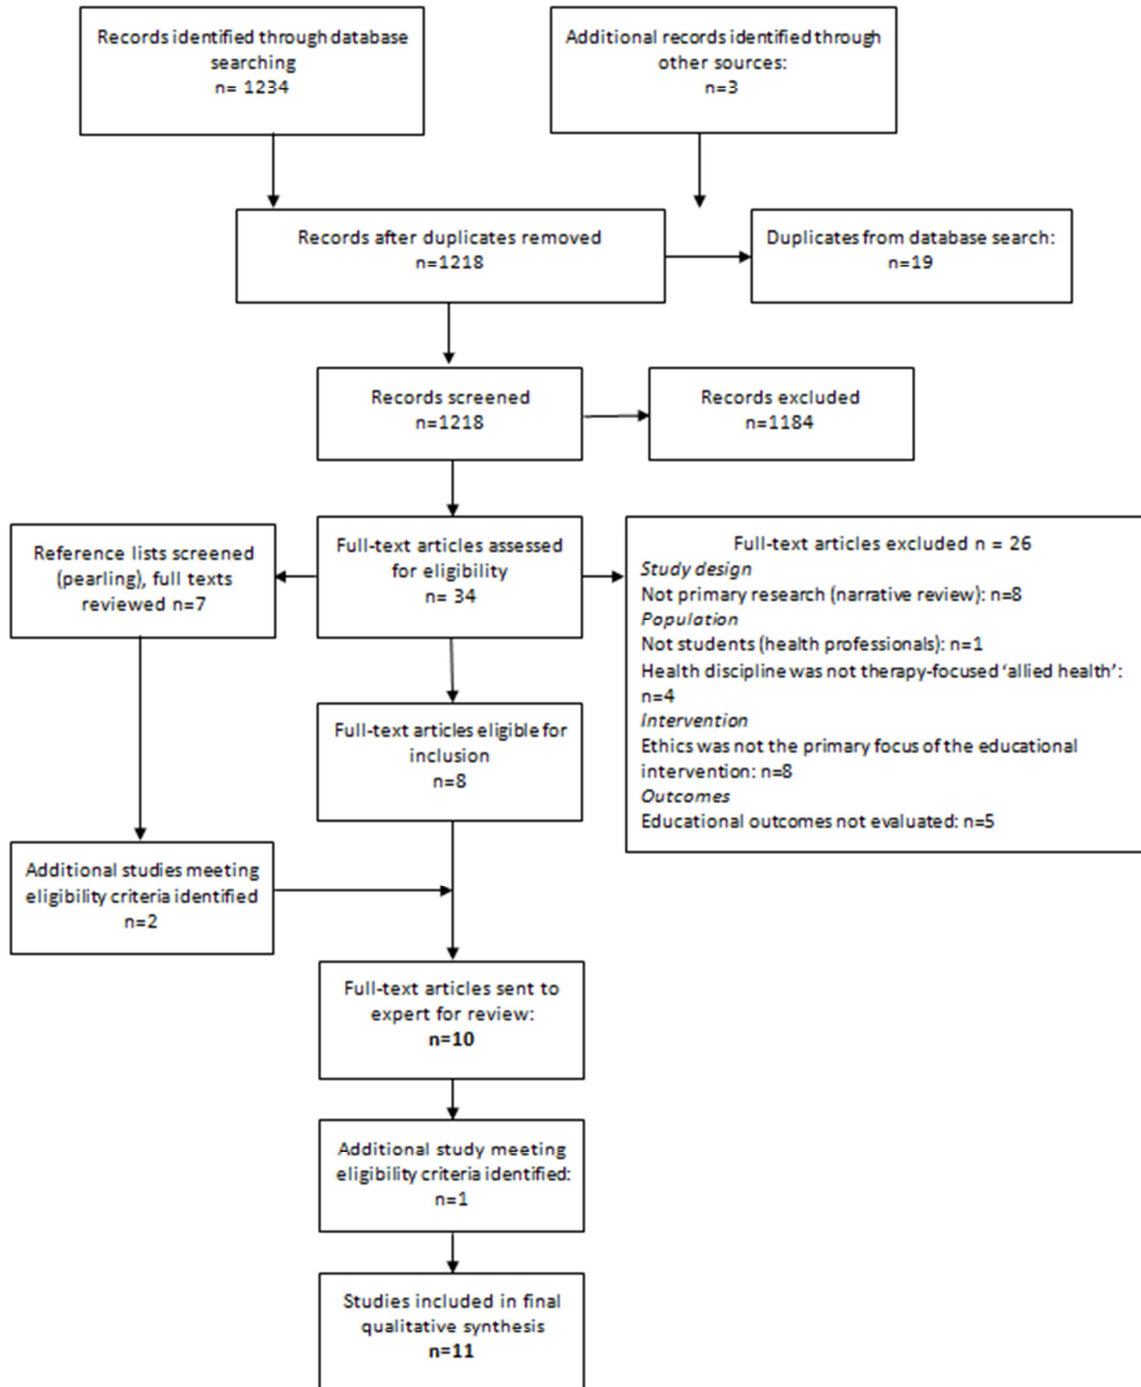 Records identified through database
searching
n= 1234
Additional records identified through
other sources:
n=3
Records after duplicates removed
n=1218
Duplicates from database search:
n=19
Records screened
n=1218
Records excluded
n=1184
Reference lists screened
(pearling), full texts
reviewed n=7
Full-text articles assessed
for eligibility
n= 34
Full-text articles excluded n = 26
Study design
Not primary research (narrative review): n=8
Population
Not students (health professionals): n=1
Health discipline was not therapy-focused ‘allied health’:
n=4
Intervention
Ethics was not the primary focus of the educational
intervention: n=8
Outcomes
Educational outcomes not evaluated: n=5
Full-text articles eligible for
inclusion
n=8
Additional studies meeting
eligibility criteria identified
n=2
Full-text articles sent to
expert for review:
n=10
Additional study meeting
eligibility criteria identified:
n=1
Studies included in final
qualitative synthesis
n=11